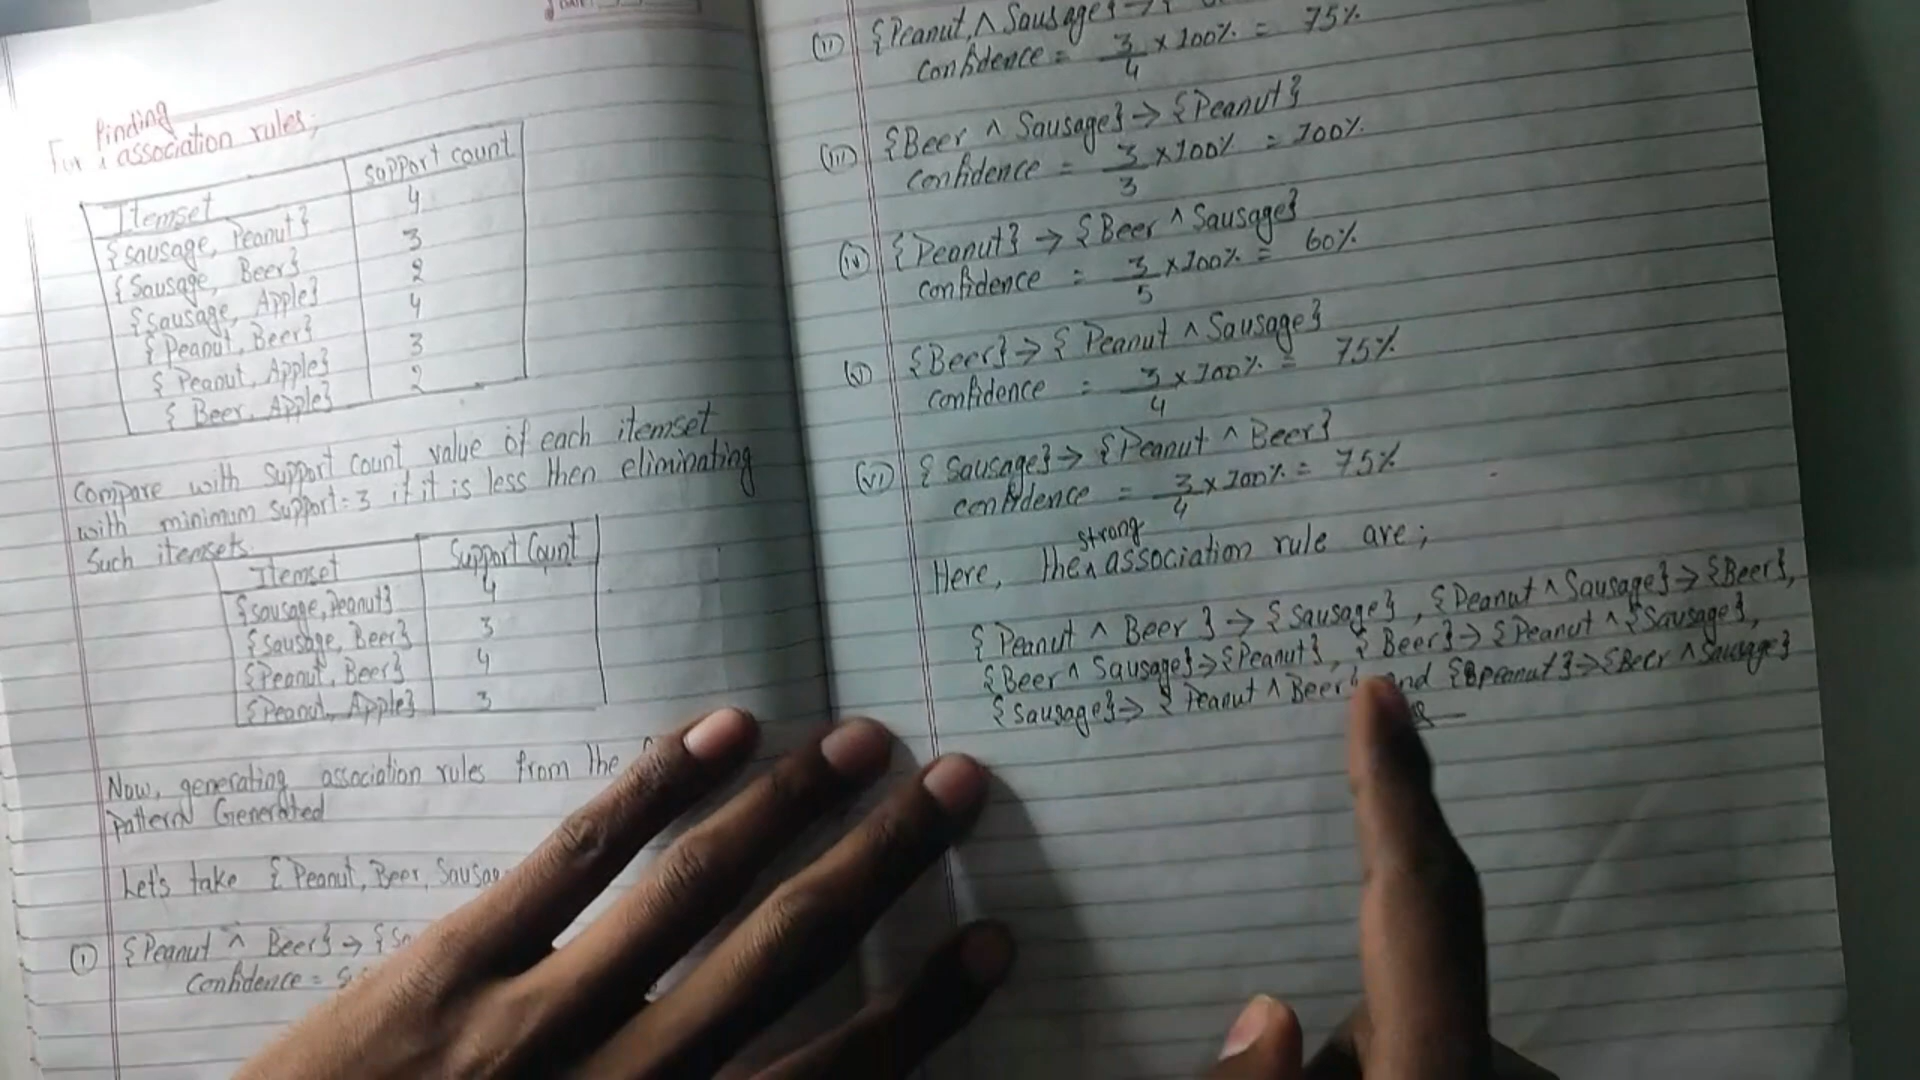 For finding
association rules;
Itemset support count
{sausage, Peanut} 4
{Sausage, Beer} 3
{sausage, Apple} 2
{Peanut, Beer} 4
{Peanut, Apple} 3
{Beer, Apple} 2
Compare with support count value of each itemset
with minimum support=3 if it is less then eliminating
Such itemsets.
Itemset Support Count
{sausage, Peanut} 4
{sausage, Beer} 3
{Peanut, Beer} 4
{Peanut, Apple} 3
Now, generating association rules from the
pattern Generated
Let's take {Peanut, Beer, Sausag
(i) {Peanut ^ Beer} → {Sa
confidence =
(ii) {Peanut, ^ Sausage} → {
confidence = 3/4 × 100% = 75%
(iii) {Beer ^ Sausage} → {Peanut}
confidence = 3/3 × 100% = 100%
(iv) {Peanut} → {Beer ^ Sausage}
confidence = 3/5 × 100% = 60%
(v) {Beer} → {Peanut ^ Sausage}
confidence = 3/4 × 100% = 75%
(vi) {Sausage} → {Peanut ^ Beer}
confidence = 3/4 × 100% = 75%
Here, the strong association rule are;
{Peanut ^ Beer} → {sausage}, {Peanut ^ Sausage} → {Beer},
{Beer ^ Sausage} → {Peanut}, {Beer} → {Peanut ^ {Sausage},
{sausage} → {Peanut ^ Beer} and {peanut} → {Beer ^ Sausage}